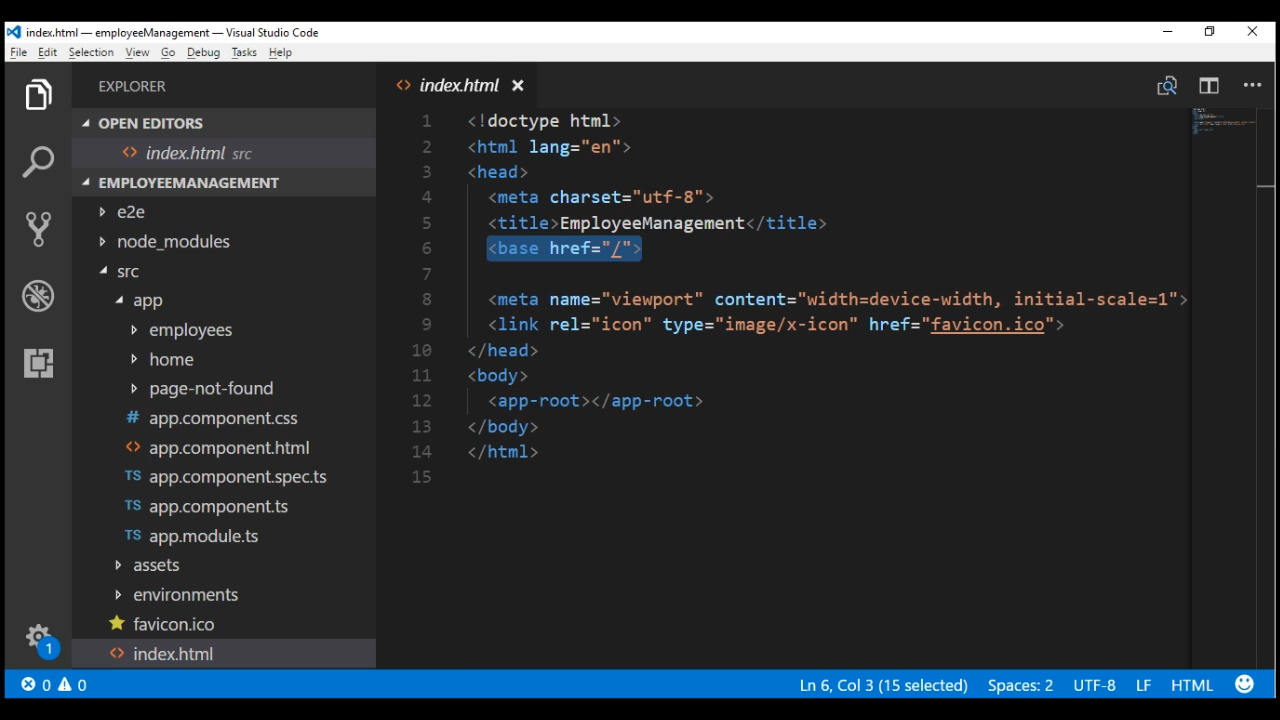 index.html — employeeManagement — Visual Studio Code
File Edit Selection View Go Debug Tasks Help
EXPLORER
OPEN EDITORS
<> index.html src
EMPLOYEEMANAGEMENT
e2e
node_modules
src
app
employees
home
page-not-found
# app.component.css
<> app.component.html
TS app.component.spec.ts
TS app.component.ts
TS app.module.ts
assets
environments
favicon.ico
<> index.html
1
<> index.html ×
1 <!doctype html>
2 <html lang="en">
3 <head>
4 <meta charset="utf-8">
5 <title>EmployeeManagement</title>
6 <base href="/">
7
8 <meta name="viewport" content="width=device-width, initial-scale=1">
9 <link rel="icon" type="image/x-icon" href="favicon.ico">
10 </head>
11 <body>
12 <app-root></app-root>
13 </body>
14 </html>
15
0 0 Ln 6, Col 3 (15 selected) Spaces: 2 UTF-8 LF HTML